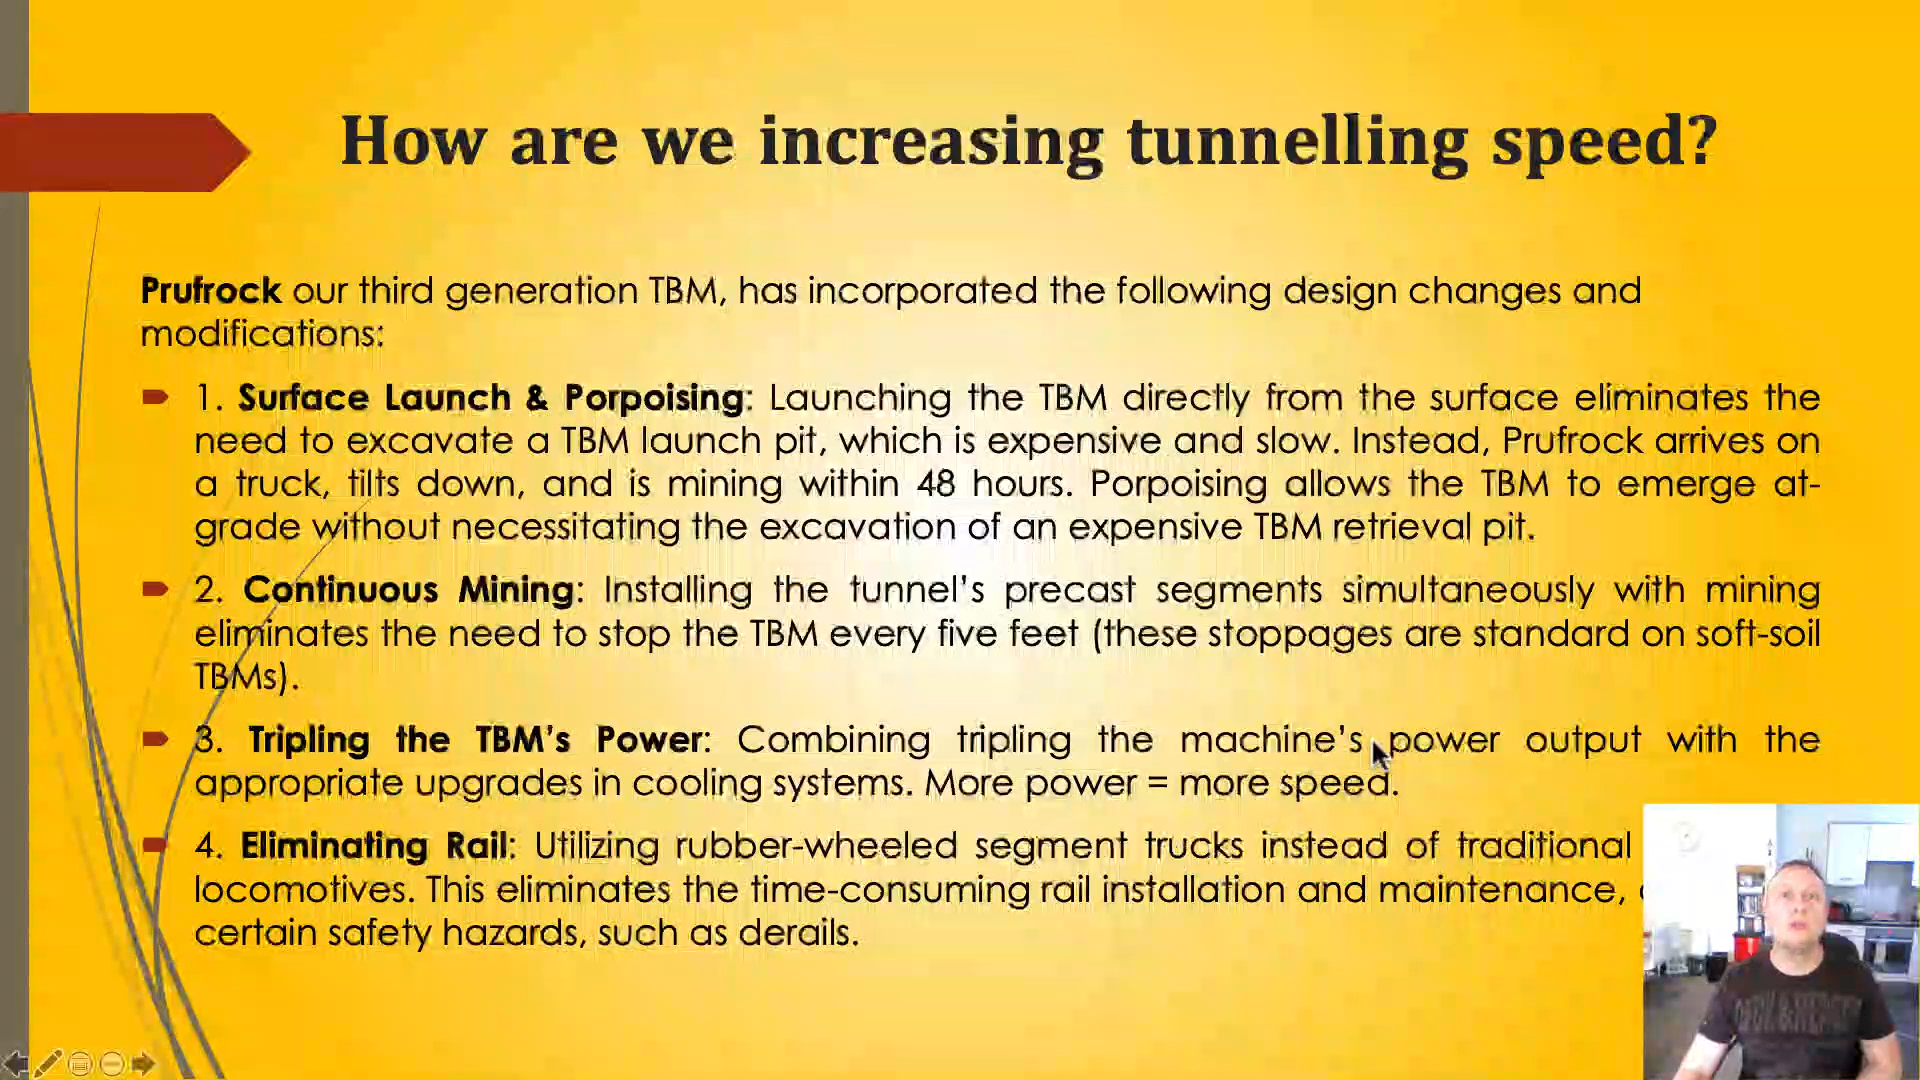 How are we increasing tunnelling speed?
Prufrock our third generation TBM, has incorporated the following design changes and
modifications:
1. Surface Launch & Porpoising: Launching the TBM directly from the surface eliminates the
need to excavate a TBM launch pit, which is expensive and slow. Instead, Prufrock arrives on
a truck, tilts down, and is mining within 48 hours. Porpoising allows the TBM to emerge at-
grade without necessitating the excavation of an expensive TBM retrieval pit.
2. Continuous Mining: Installing the tunnel's precast segments simultaneously with mining
eliminates the need to stop the TBM every five feet (these stoppages are standard on soft-soil
TBMs).
3. Tripling the TBM's Power: Combining tripling the machine's power output with the
appropriate upgrades in cooling systems. More power = more speed.
4. Eliminating Rail: Utilizing rubber-wheeled segment trucks instead of traditional
locomotives. This eliminates the time-consuming rail installation and maintenance,
certain safety hazards, such as derails.